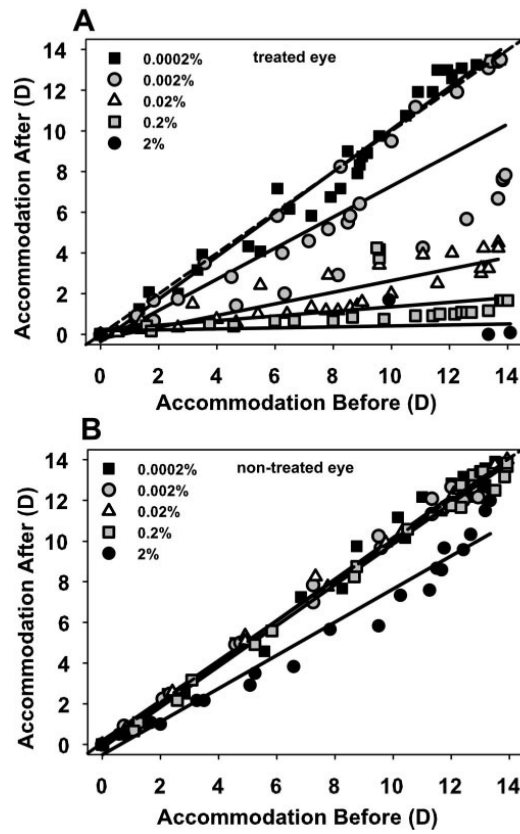 A
treated eye
0.0002%
0.002%
0.02%
0.2%
2%
Accommodation After (D)
14
12
10
8
6
4
2
0
0 2 4 6 8 10 12 14
Accommodation Before (D)
B
non-treated eye
0.0002%
0.002%
0.02%
0.2%
2%
Accommodation After (D)
14
12
10
8
6
4
2
0
0 2 4 6 8 10 12 14
Accommodation Before (D)